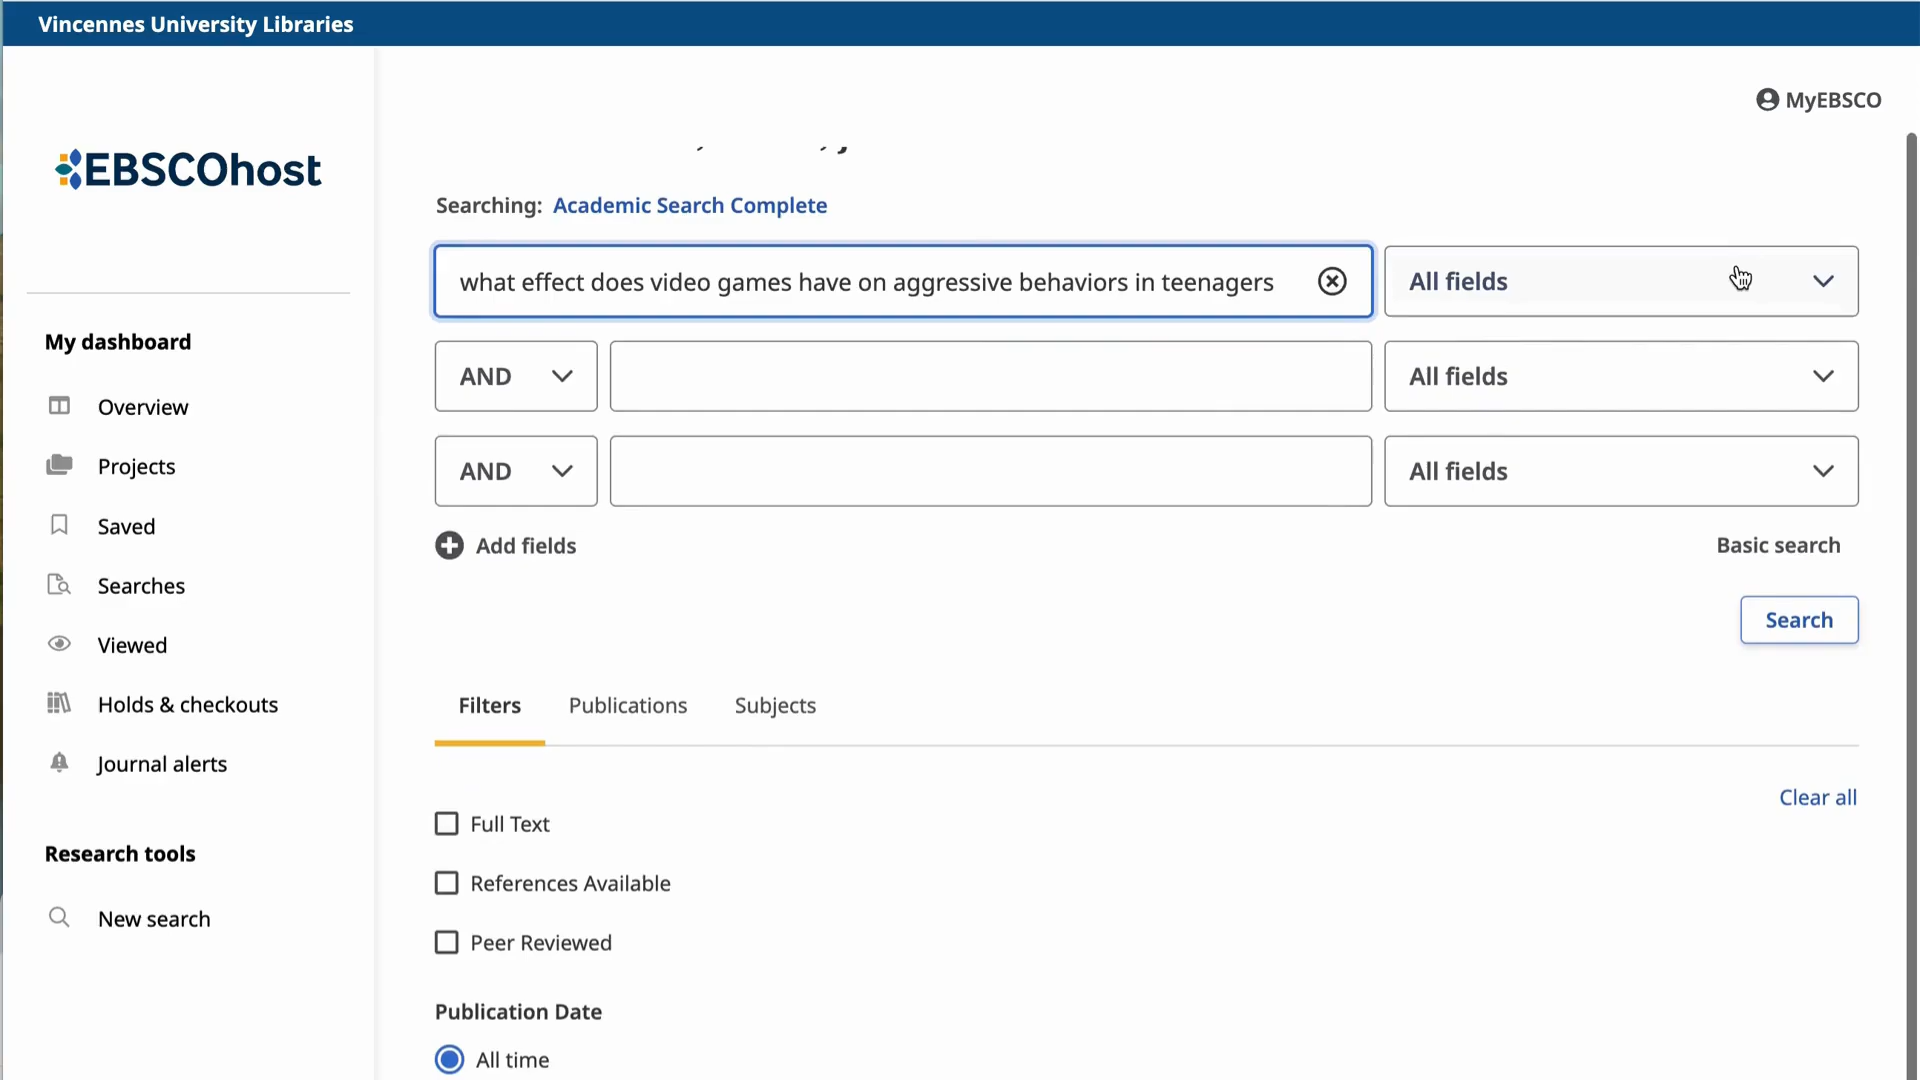 Vincennes University Libraries
MyEBSCO
EBSCOhost
Searching: Academic Search Complete
what effect does video games have on aggressive behaviors in teenagers
All fields
AND
All fields
AND
All fields
Add fields
Basic search
Search
Filters
Publications
Subjects
Clear all
Full Text
References Available
Peer Reviewed
Publication Date
All time
My dashboard
Overview
Projects
Saved
Searches
Viewed
Holds & checkouts
Journal alerts
Research tools
New search